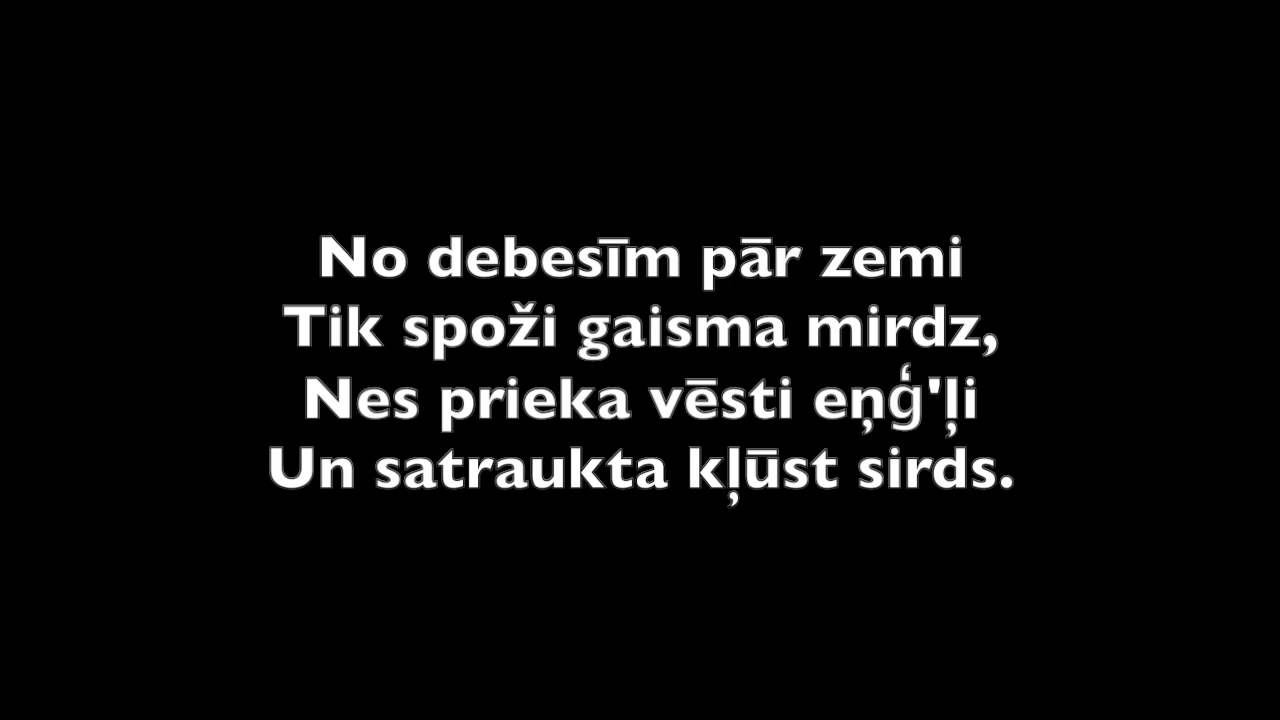 No debesīm pār zemi
Tik spoži gaisma mirdz,
Nes prieka vēsti eņģ'ļi
Un satraukta kļūst sirds.